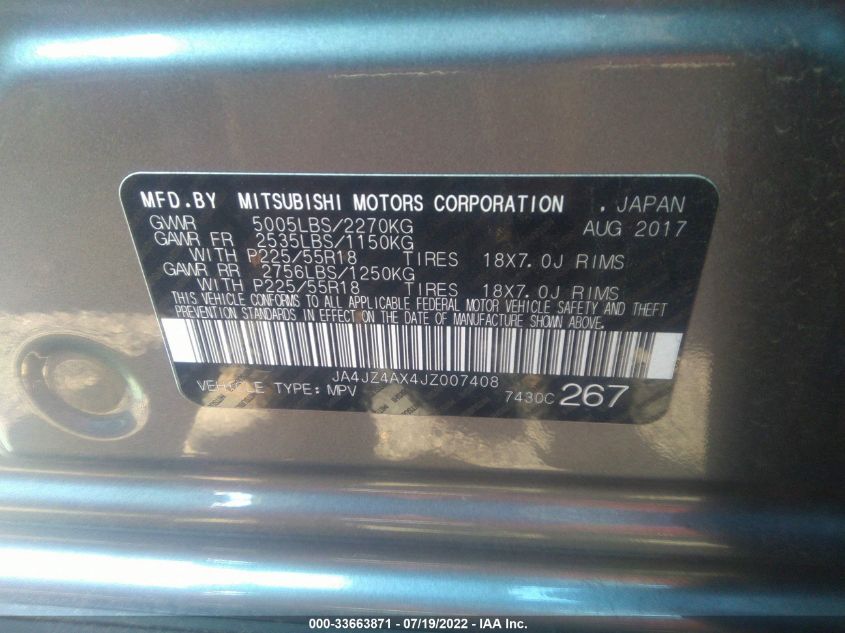 MFD.BY MITSUBISHI MOTORS CORPORATION . JAPAN
GVWR 5005LBS/2270KG AUG 2017
GAWR FR 2535LBS/1150KG
WITH P225/55R18 TIRES 18X7.0J RIMS
GAWR RR 2756LBS/1250KG
WITH P225/55R18 TIRES 18X7.0J RIMS
THIS VEHICLE CONFORMS TO ALL APPLICABLE FEDERAL MOTOR VEHICLE SAFETY AND THEFT
PREVENTION STANDARDS IN EFFECT ON THE DATE OF MANUFACTURE SHOWN ABOVE.
JA4JZ4AX4JZ007408
VEHICLE TYPE: MPV 7430C 267
000-33663871 - 07/19/2022 - IAA Inc.